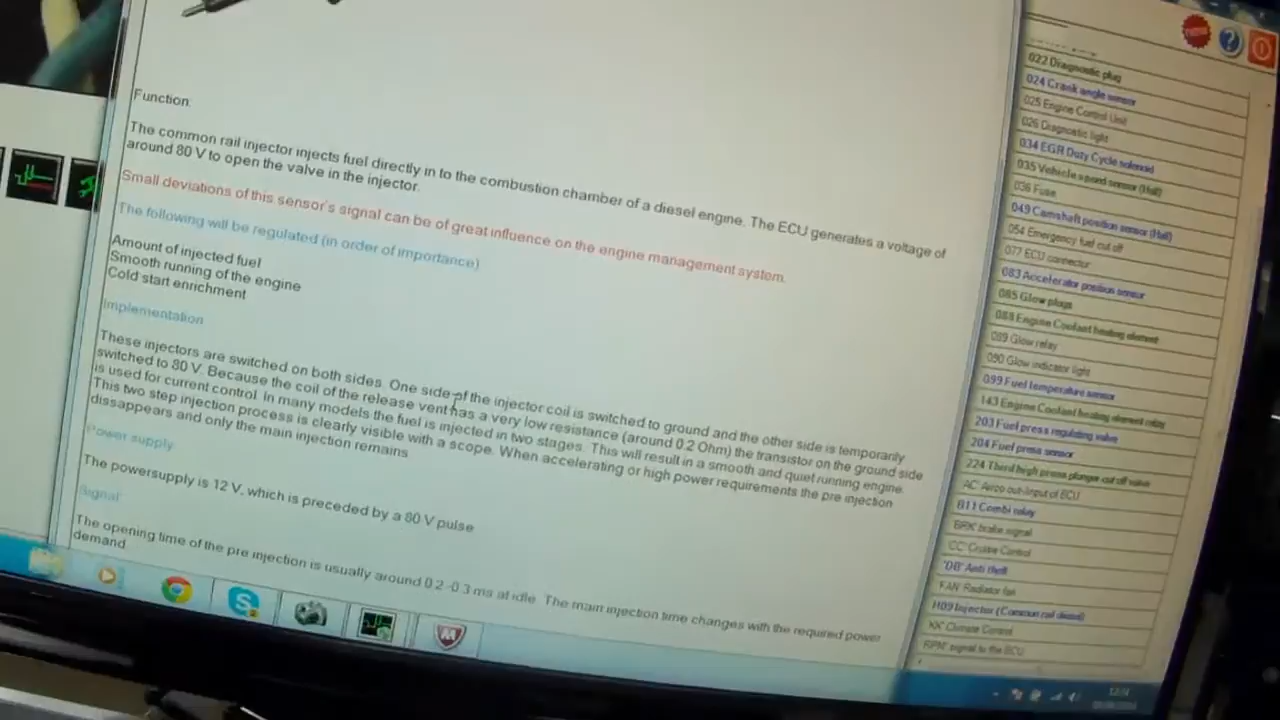 Function:
The common rail injector injects fuel directly in to the combustion chamber of a diesel engine. The ECU generates a voltage of
around 80 V to open the valve in the injector.
Small deviations of this sensor's signal can be of great influence on the engine management system.
The following will be regulated (in order of importance)
Amount of injected fuel
Smooth running of the engine
Cold start enrichment
Implementation
These injectors are switched on both sides. One side of the injector coil is switched to ground and the other side is temporarily
switched to 80 V. Because the coil of the release vent has a very low resistance (around 0.2 Ohm) the transistor on the ground side
is used for current control. In many models the fuel is injected in two stages. This will result in a smooth and quiet running engine.
This two step injection process is clearly visible with a scope. When accelerating or high power requirements the pre injection
dissappears and only the main injection remains
Power supply
The powersupply is 12 V, which is preceded by a 80 V pulse
Signal
The opening time of the pre injection is usually around 0.2 -0.3 ms at idle. The main injection time changes with the required power
demand
022 Diagnostic plug
024 Crank angle sensor
025 Engine Control Unit
026 Diagnostic light
034 EGR Duty Cycle solenoid
035 Vehicle speed sensor (Hall)
036 Fuse
049 Camshaft position sensor (Hall)
054 Emergency fuel cut off
077 ECU connector
083 Accelerator position sensor
085 Glow plugs
088 Engine Coolant heating element
089 Glow relay
090 Glow indicator light
099 Fuel temperature sensor
143 Engine Coolant heating element relay
203 Fuel press regulating valve
204 Fuel press sensor
224 Third high press plunger cut off valve
'AC' Airco out-/input of ECU
B11 Combi relay
'BRK' brake signal
'CC' Cruise Control
'DB' Anti theft
'FAN' Radiator fan
H09 Injector (Common rail diesel)
'KK' Climate Control
'RPN' signal to the ECU